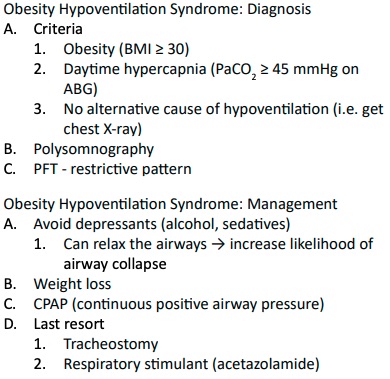 Obesity Hypoventilation Syndrome: Diagnosis
A. Criteria
1. Obesity (BMI ≥ 30)
2. Daytime hypercapnia (PaCO₂ ≥ 45 mmHg on
ABG)
3. No alternative cause of hypoventilation (i.e. get
chest X-ray)
B. Polysomnography
C. PFT - restrictive pattern
Obesity Hypoventilation Syndrome: Management
A. Avoid depressants (alcohol, sedatives)
1. Can relax the airways → increase likelihood of
airway collapse
B. Weight loss
C. CPAP (continuous positive airway pressure)
D. Last resort
1. Tracheostomy
2. Respiratory stimulant (acetazolamide)